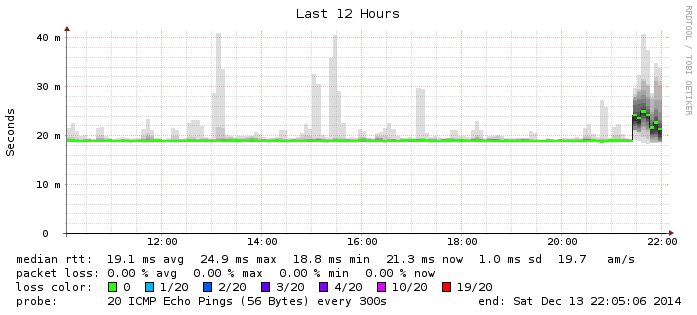 Last 12 Hours
RRDTOOL / TOBI OETIKER
Seconds
40 m
30 m
20 m
10 m
0
12:00 14:00 16:00 18:00 20:00 22:00
median rtt: 19.1 ms avg 24.9 ms max 18.8 ms min 21.3 ms now 1.0 ms sd 19.7 am/s
packet loss: 0.00 % avg 0.00 % max 0.00 % min 0.00 % now
loss color: 0 1/20 2/20 3/20 4/20 10/20 19/20
probe: 20 ICMP Echo Pings (56 Bytes) every 300s end: Sat Dec 13 22:05:06 2014